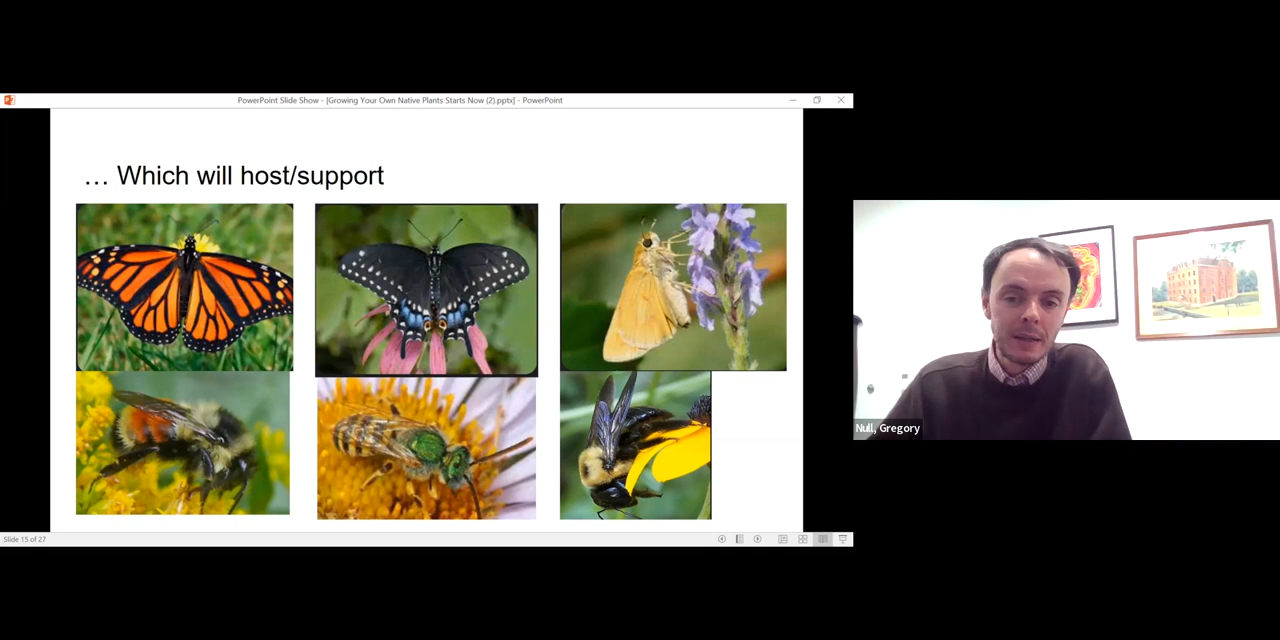 PowerPoint Slide Show - [Growing Your Own Native Plants Starts Now (2).pptx] - PowerPoint
… Which will host/support
Null, Gregory
Slide 15 of 27